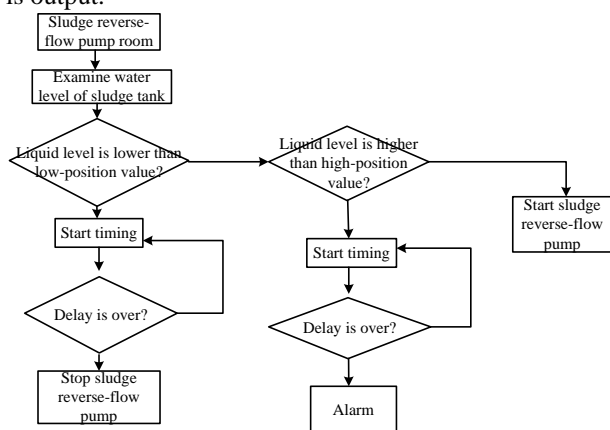 is output.
Sludge reverse-
flow pump room
Examine water
level of sludge tank
Liquid level is lower than
low-position value?
Liquid level is higher
than high-position
value?
Start sludge
reverse-flow
pump
Start timing
Start timing
Delay is over?
Delay is over?
Stop sludge
reverse-flow
pump
Alarm